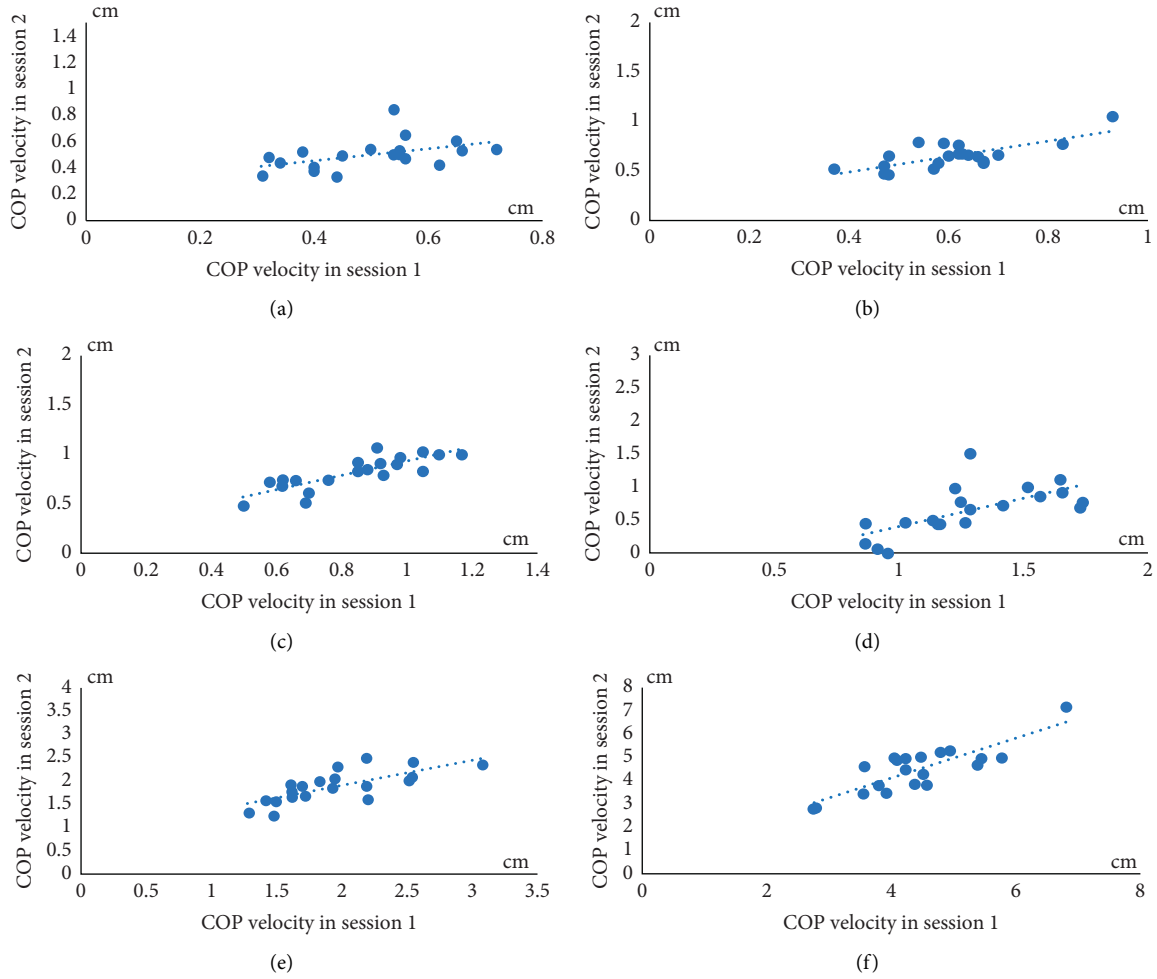 COP velocity in session 2
cm
1.4
1.2
1
0.8
0.6
0.4
0.2
0
cm
0 0.2 0.4 0.6 0.8
COP velocity in session 1
(a)
COP velocity in session 2
cm
2
1.5
1
0.5
0
cm
0 0.2 0.4 0.6 0.8 1
COP velocity in session 1
(b)
COP velocity in session 2
cm
2
1.5
1
0.5
0
cm
0 0.2 0.4 0.6 0.8 1 1.2 1.4
COP velocity in session 1
(c)
COP velocity in session 2
cm
3
2.5
2
1.5
1
0.5
0
cm
0 0.5 1 1.5 2
COP velocity in session 1
(d)
COP velocity in session 2
cm
4
3.5
3
2.5
2
1.5
1
0.5
0
cm
0 0.5 1 1.5 2 2.5 3 3.5
COP velocity in session 1
(e)
COP velocity in session 2
cm
8
7
6
5
4
3
2
1
0
cm
0 2 4 6 8
COP velocity in session 1
(f)